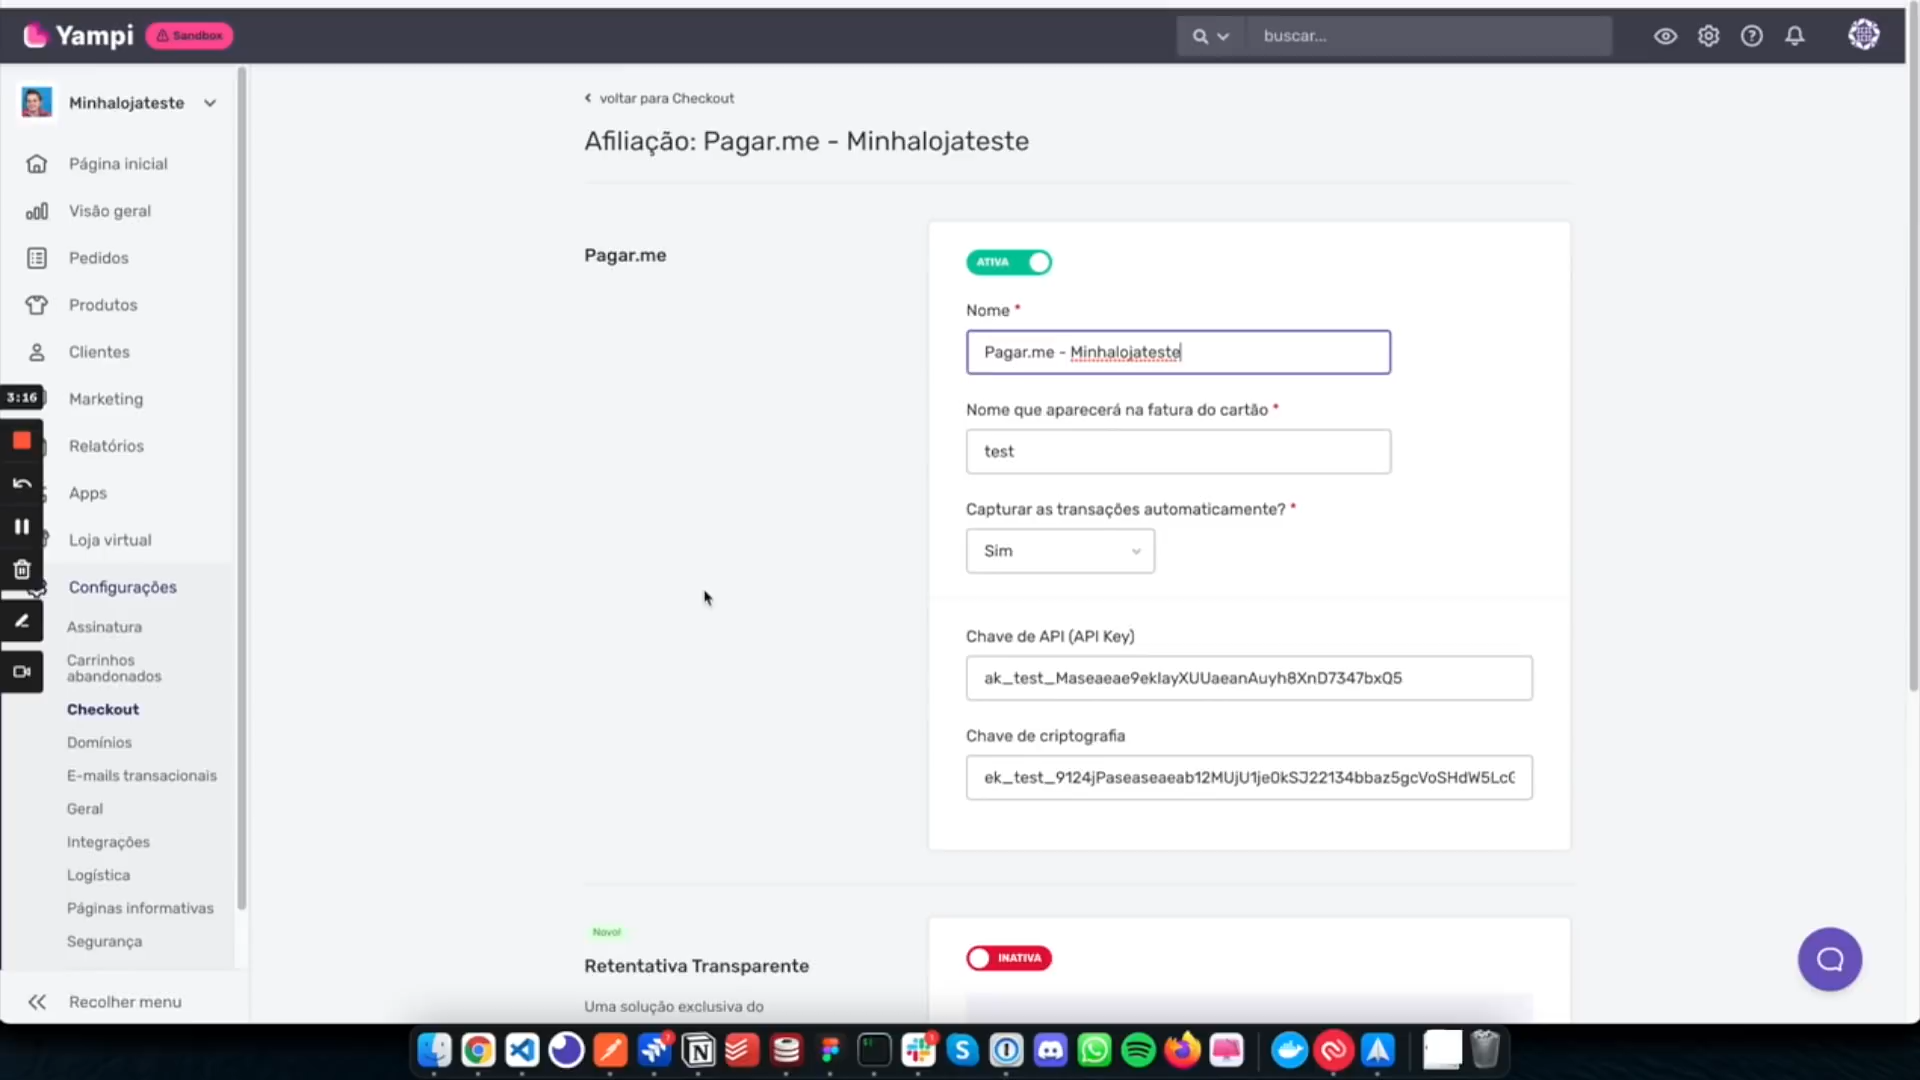 Yampi
Sandbox
buscar...
Minhalojateste
Página inicial
Visão geral
Pedidos
Produtos
Clientes
Marketing
Relatórios
Apps
Loja virtual
Configurações
Assinatura
Carrinhos
abandonados
Checkout
Domínios
E-mails transacionais
Geral
Integrações
Logística
Páginas informativas
Segurança
Recolher menu
3:16
voltar para Checkout
Afiliação: Pagar.me - Minhalojateste
Pagar.me
ATIVA
Nome *
Pagar.me - Minhalojateste
Nome que aparecerá na fatura do cartão *
test
Capturar as transações automaticamente? *
Sim
Chave de API (API Key)
ak_test_Maseaeae9eklayXUUaeanAuyh8XnD7347bxQ5
Chave de criptografia
ek_test_9124jPaseaseaeab12MUjU1je0kSJ22134bbaz5gcVoSHdW5Lc
Novo!
Retentativa Transparente
Uma solução exclusiva do
INATIVA